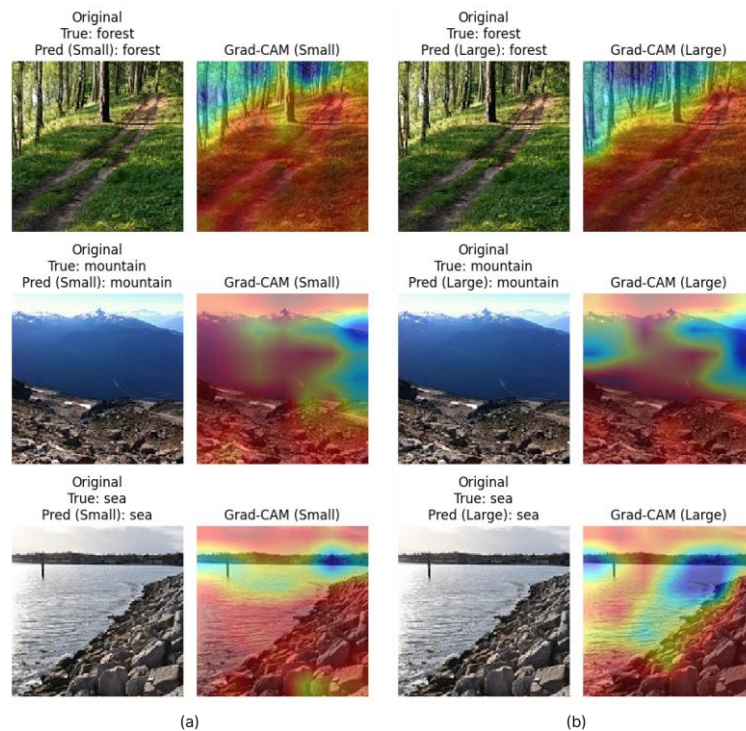 Original
True: forest
Pred (Small): forest
Grad-CAM (Small)
Original
True: forest
Pred (Large): forest
Grad-CAM (Large)
Original
True: mountain
Pred (Small): mountain
Grad-CAM (Small)
Original
True: mountain
Pred (Large): mountain
Grad-CAM (Large)
Original
True: sea
Pred (Small): sea
Grad-CAM (Small)
Original
True: sea
Pred (Large): sea
Grad-CAM (Large)
(a)
(b)